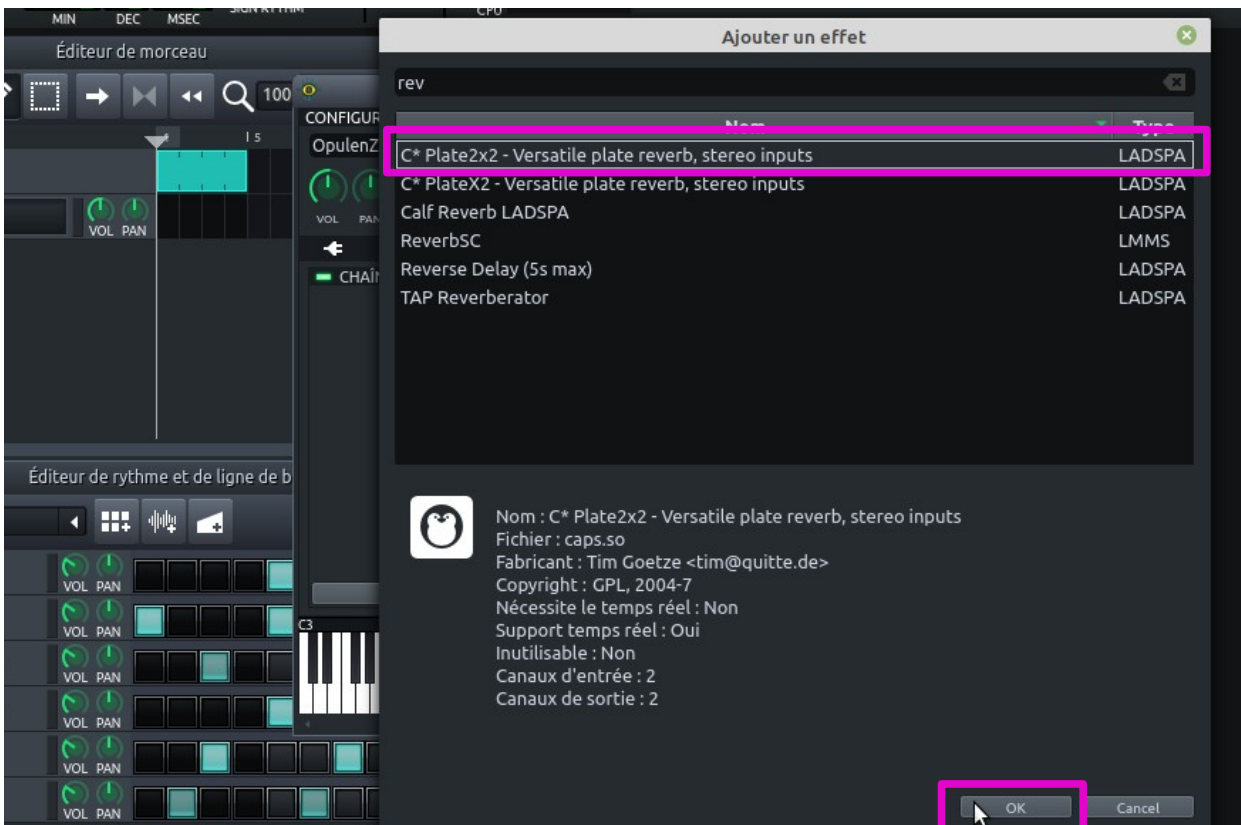 MIN DEC MSEC
CPU
Éditeur de morceau
100
5
VOL PAN
CONFIGUR
OpulenZ
VOL PAN
CHAÎN
C3
Ajouter un effet
rev
Nom Type
C* Plate2x2 - Versatile plate reverb, stereo inputs LADSPA
C* PlateX2 - Versatile plate reverb, stereo inputs LADSPA
Calf Reverb LADSPA LADSPA
ReverbSC LMMS
Reverse Delay (5s max) LADSPA
TAP Reverberator LADSPA
Nom : C* Plate2x2 - Versatile plate reverb, stereo inputs
Fichier : caps.so
Fabricant : Tim Goetze <tim@quitte.de>
Copyright : GPL, 2004-7
Nécessite le temps réel : Non
Support temps réel : Oui
Inutilisable : Non
Canaux d'entrée : 2
Canaux de sortie : 2
OK Cancel
Éditeur de rythme et de ligne de b
VOL PAN
VOL PAN
VOL PAN
VOL PAN
VOL PAN
VOL PAN